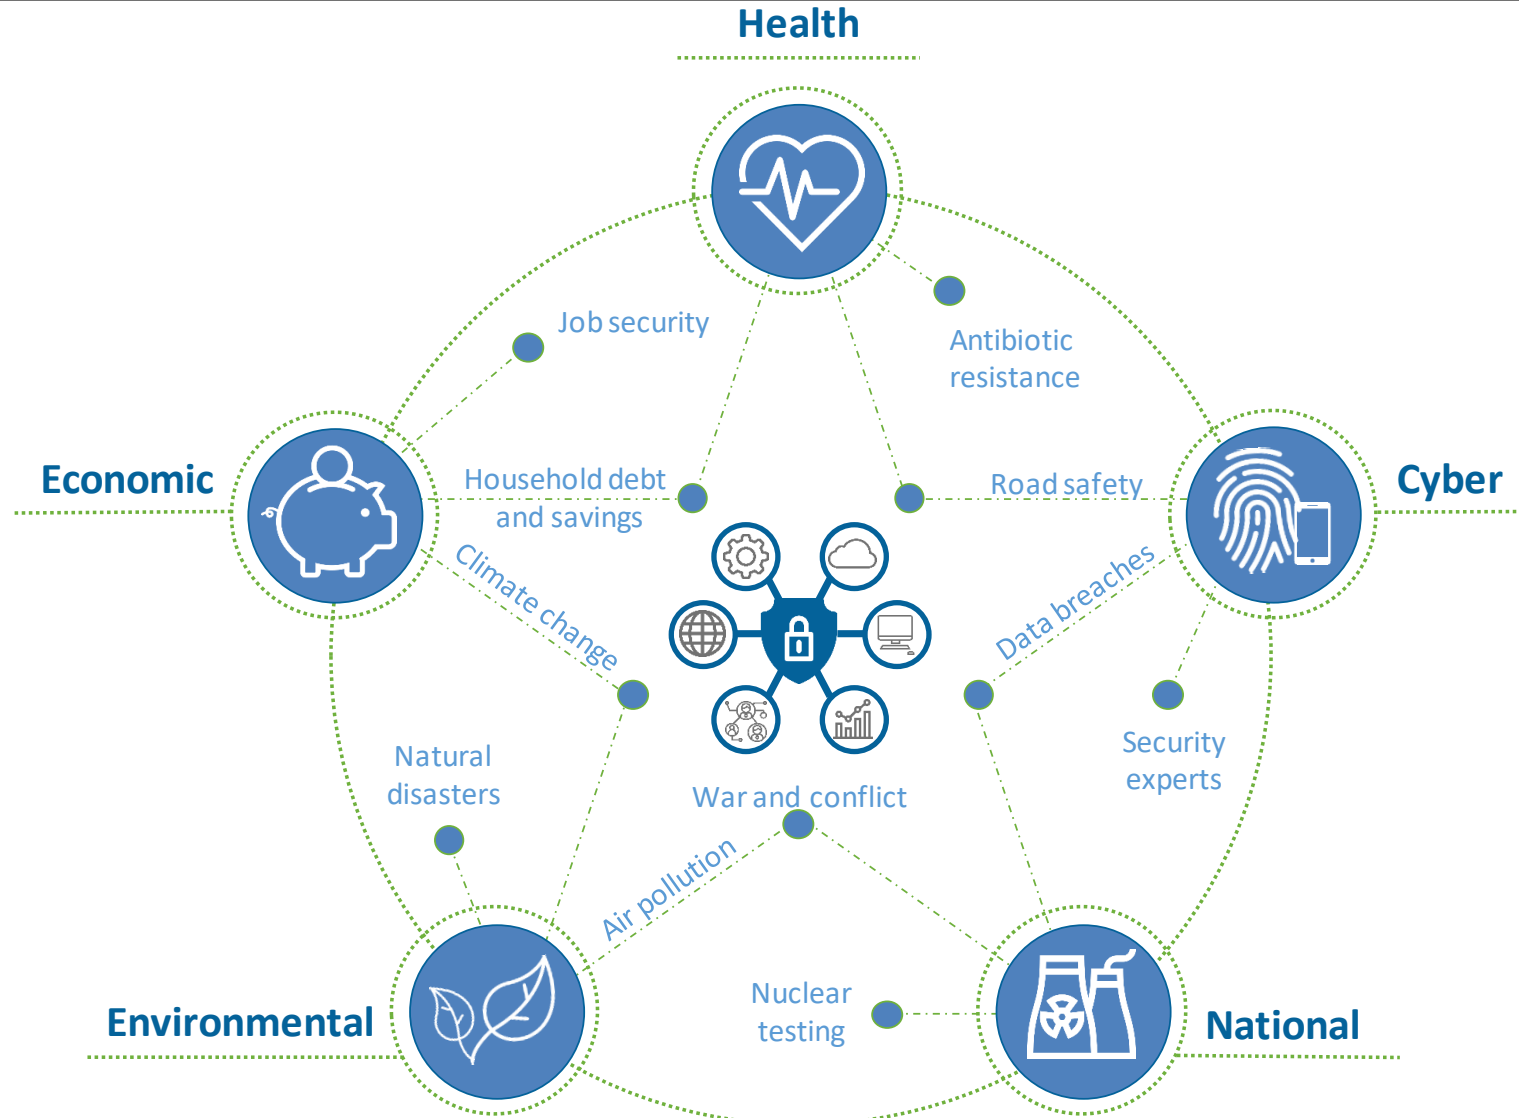 Health
Job security
Antibiotic
resistance
Economic
Household debt
and savings
Road safety
Cyber
Climate change
Data breaches
Natural
disasters
Security
experts
War and conflict
Air pollution
Nuclear
testing
Environmental
National